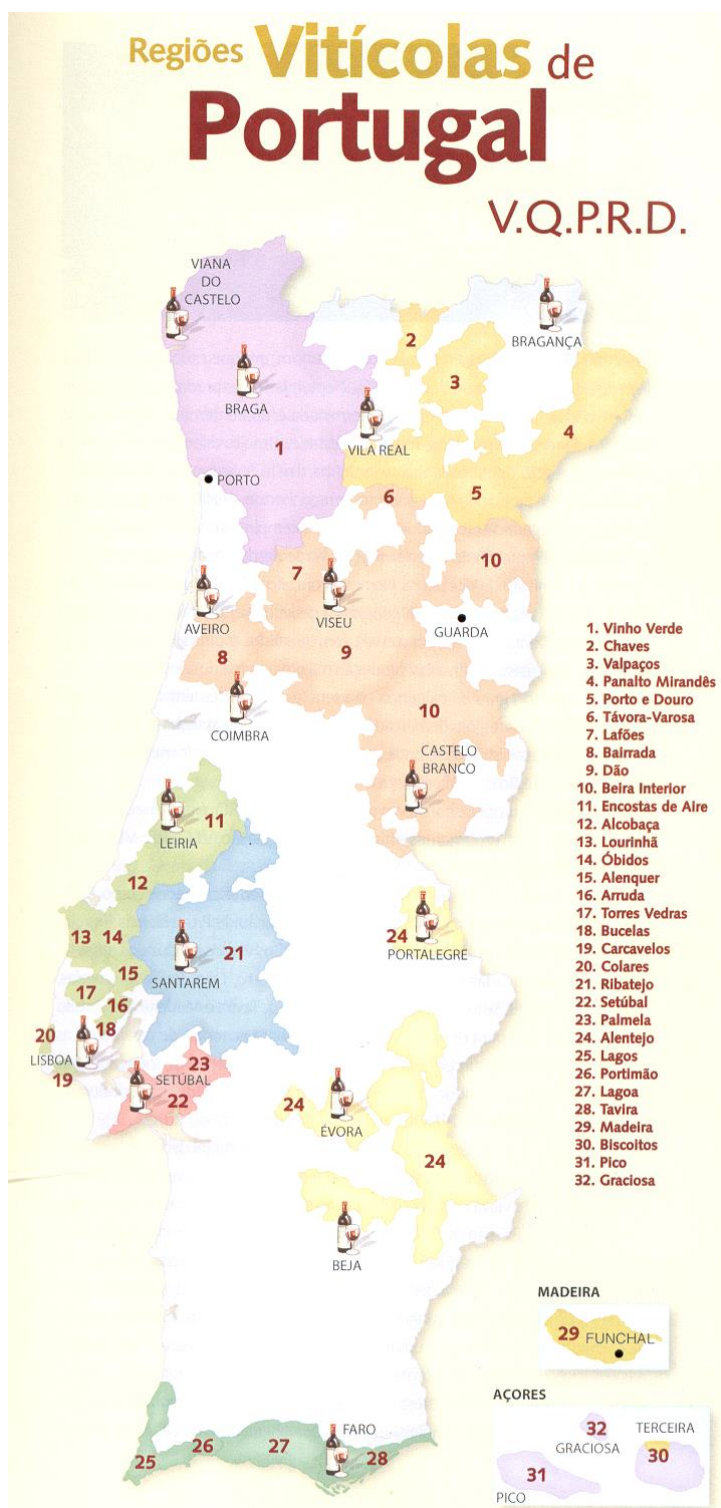 Regiões Vitícolas de
Portugal
V.Q.P.R.D.
VIANA
DO
CASTELO
BRAGANÇA
2
3
BRAGA
VILA REAL
4
1
PORTO
6
5
7
10
AVEIRO
VISEU
GUARDA
8
9
COIMBRA
10
CASTELO
BRANCO
11
LEIRIA
12
13
14
24
PORTALEGRE
21
15
SANTAREM
17
16
20
18
LISBOA
23
19
SETÚBAL
22
24
ÉVORA
24
BEJA
FARO
25
26
27
28
1. Vinho Verde
2. Chaves
3. Valpaços
4. Panalto Mirandês
5. Porto e Douro
6. Távora-Varosa
7. Lafões
8. Bairrada
9. Dão
10. Beira Interior
11. Encostas de Aire
12. Alcobaça
13. Lourinhã
14. Óbidos
15. Alenquer
16. Arruda
17. Torres Vedras
18. Bucelas
19. Carcavelos
20. Colares
21. Ribatejo
22. Setúbal
23. Palmela
24. Alentejo
25. Lagos
26. Portimão
27. Lagoa
28. Tavira
29. Madeira
30. Biscoitos
31. Pico
32. Graciosa
MADEIRA
29 FUNCHAL
AÇORES
32
GRACIOSA
TERCEIRA
30
31
PICO